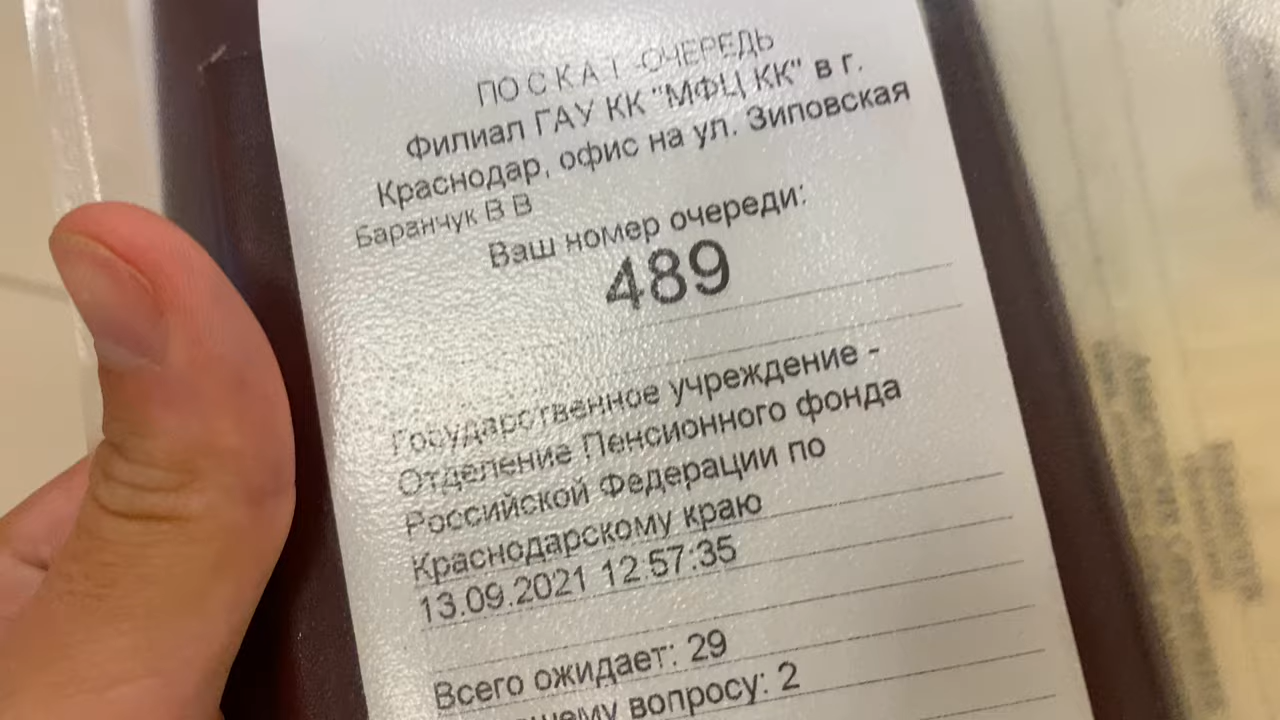 ОЧЕРЕДЬ
Филиал ГАУ КК "МФЦ КК" в г.
Краснодар, офис на ул. Зиповская
Баранчук В В
Ваш номер очереди:
489
Государственное учреждение -
Отделение Пенсионного фонда
Российской Федерации по
Краснодарскому краю
13.09.2021 12:57:35
Всего ожидает: 29
вопросу: 2